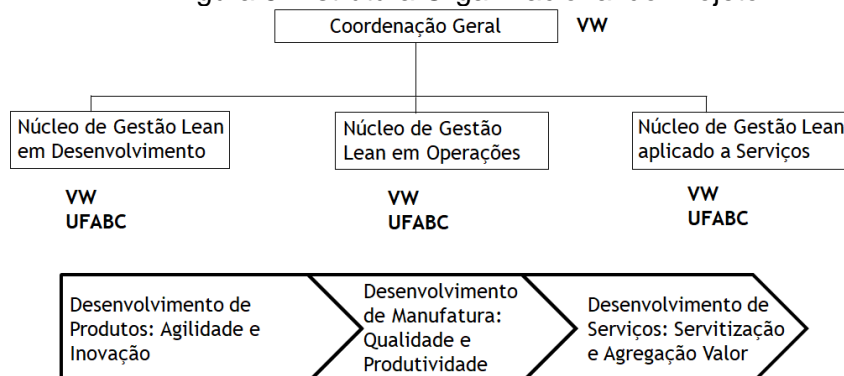 Coordenação Geral
VW
Núcleo de Gestão Lean
em Desenvolvimento
Núcleo de Gestão
Lean em Operações
Núcleo de Gestão Lean
aplicado a Serviços
VW
UFABC
VW
UFABC
VW
UFABC
Desenvolvimento de
Produtos: Agilidade e
Inovação
Desenvolvimento
de Manufatura:
Qualidade e
Produtividade
Desenvolvimento de
Serviços: Servitização
e Agregação Valor